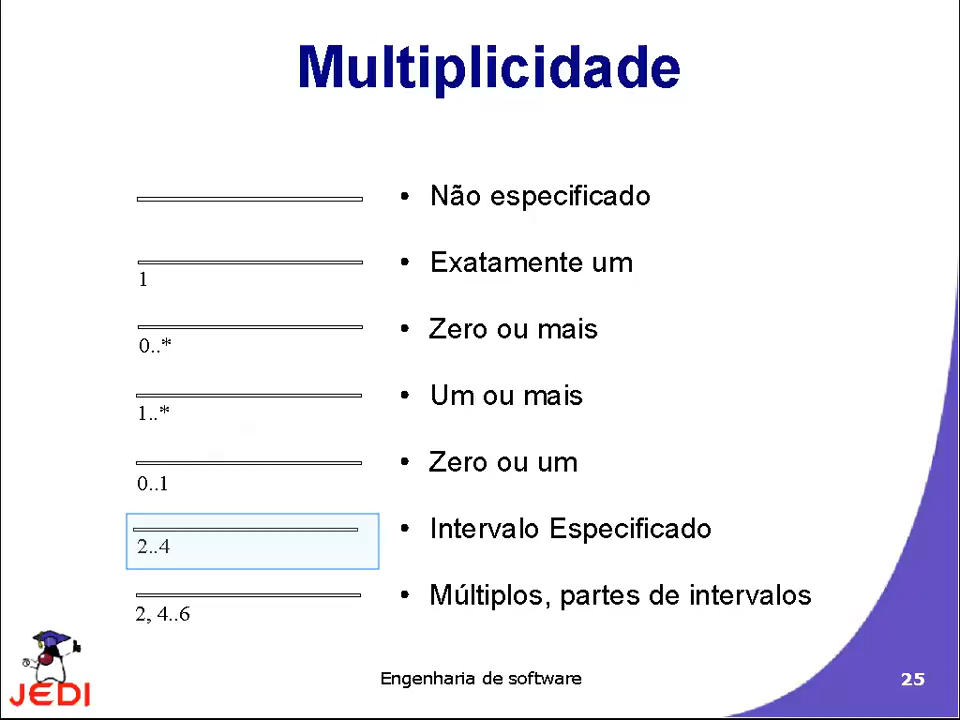 Multiplicidade
• Não especificado
1
• Exatamente um
0..*
• Zero ou mais
1..*
• Um ou mais
0..1
• Zero ou um
2..4
• Intervalo Especificado
2, 4..6
• Múltiplos, partes de intervalos
JEDI
Engenharia de software
25